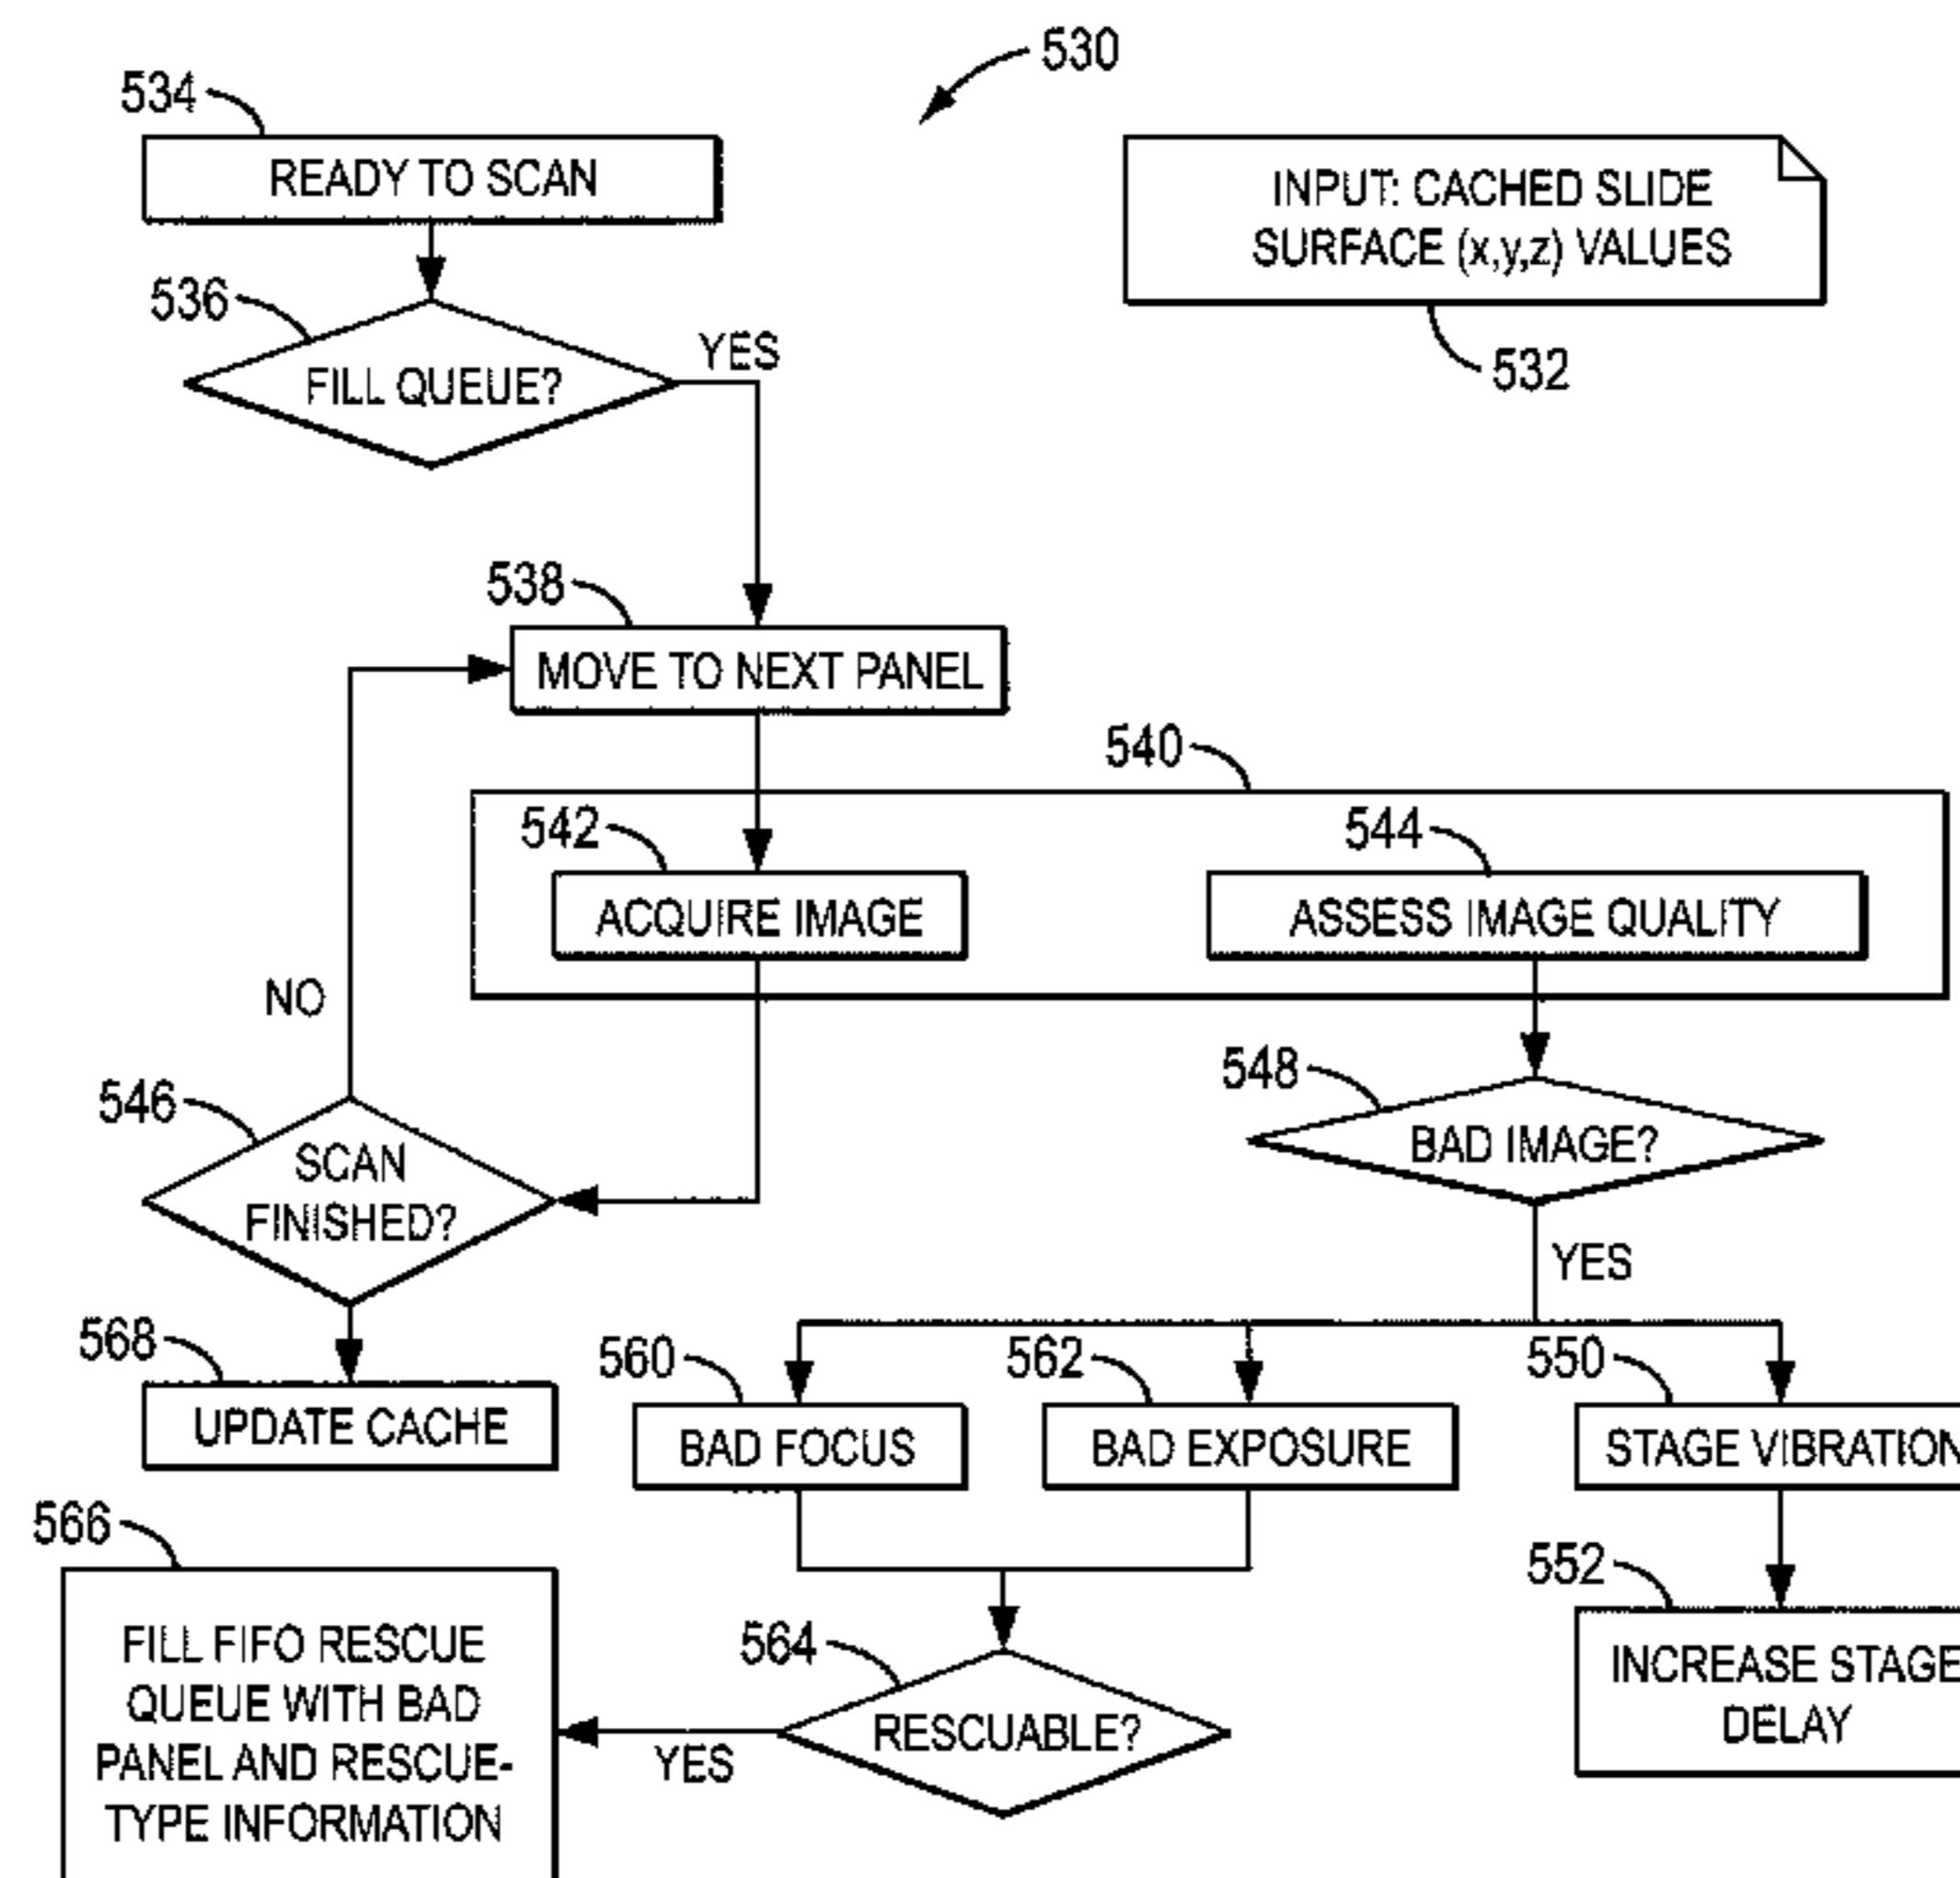 530
534
READY TO SCAN
INPUT: CACHED SLIDE
SURFACE (x,y,z) VALUES
532
536
FILL QUEUE?
YES
538
MOVE TO NEXT PANEL
540
542
ACQUIRE IMAGE
544
ASSESS IMAGE QUALITY
NO
546
SCAN
FINISHED?
548
BAD IMAGE?
YES
568
UPDATE CACHE
560
BAD FOCUS
562
BAD EXPOSURE
550
STAGE VIBRATION
552
INCREASE STAGE
DELAY
564
RESCUABLE?
YES
566
FILL FIFO RESCUE
QUEUE WITH BAD
PANEL AND RESCUE-
TYPE INFORMATION